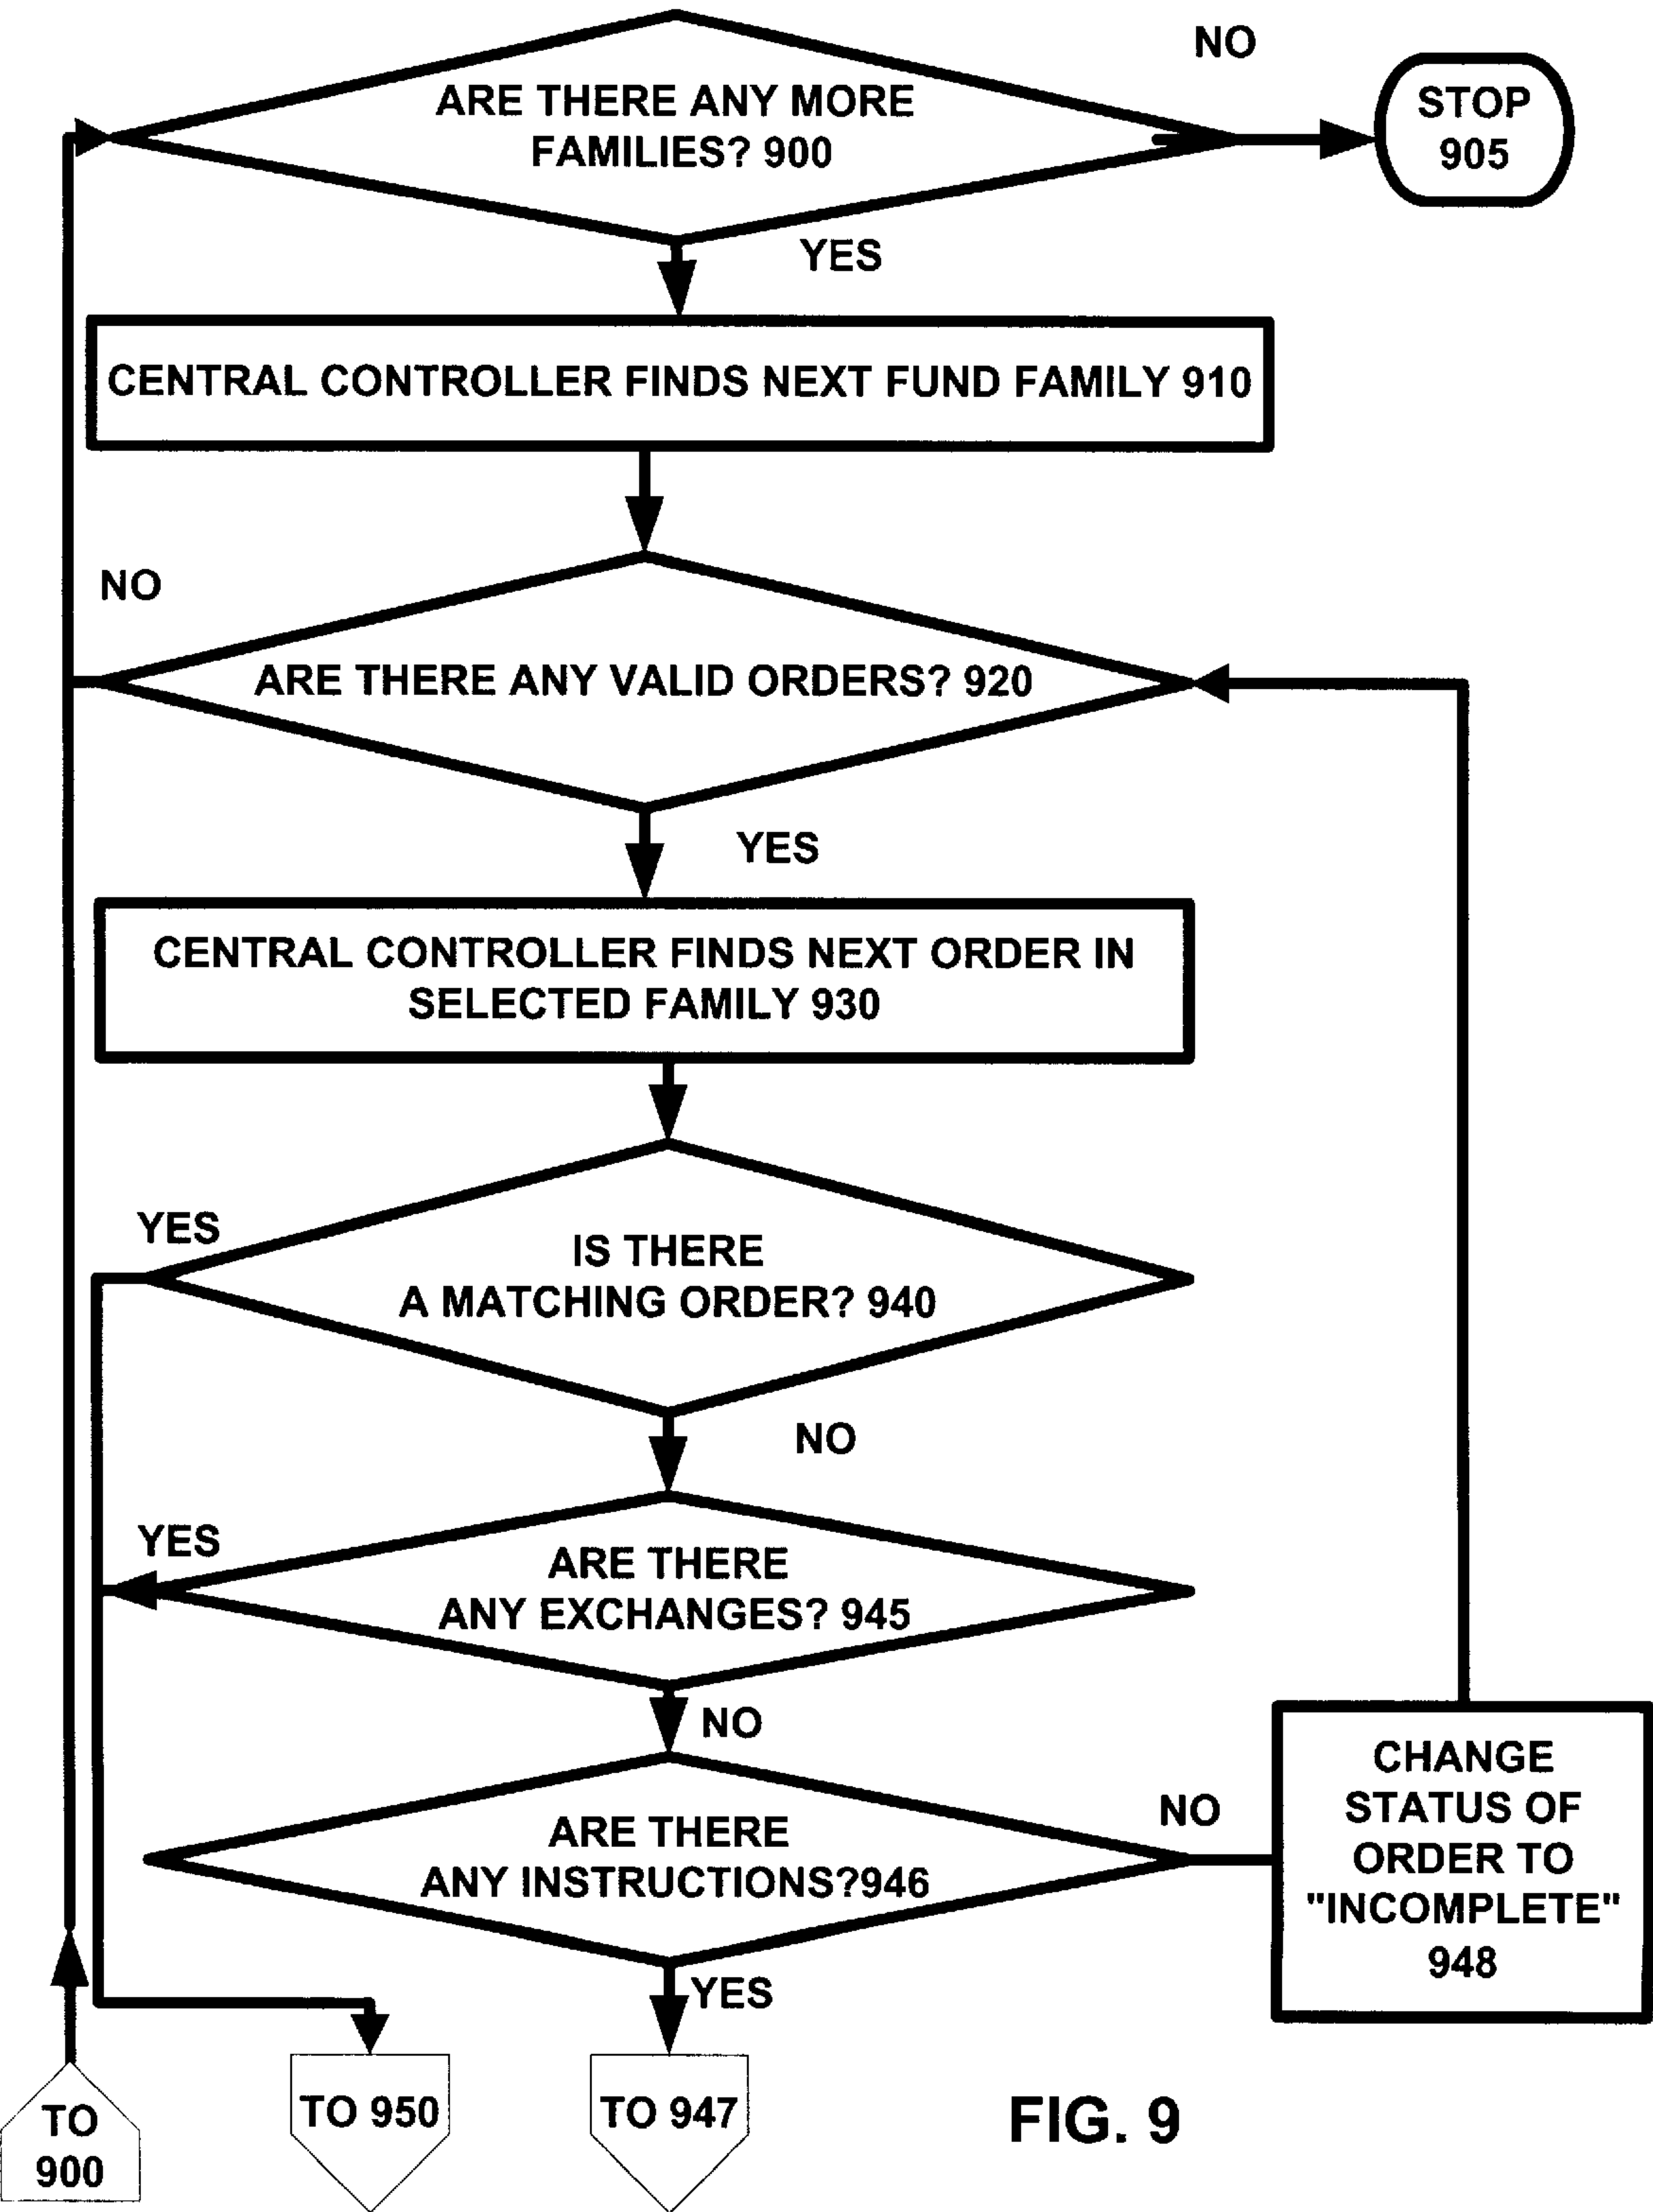 NO
ARE THERE ANY MORE
FAMILIES? 900
STOP
905
YES
CENTRAL CONTROLLER FINDS NEXT FUND FAMILY 910
NO
ARE THERE ANY VALID ORDERS? 920
YES
CENTRAL CONTROLLER FINDS NEXT ORDER IN
SELECTED FAMILY 930
YES
IS THERE
A MATCHING ORDER? 940
NO
YES
ARE THERE
ANY EXCHANGES? 945
NO
ARE THERE
ANY INSTRUCTIONS?946
NO
CHANGE
STATUS OF
ORDER TO
"INCOMPLETE"
948
YES
TO
900
TO 950
TO 947
FIG. 9